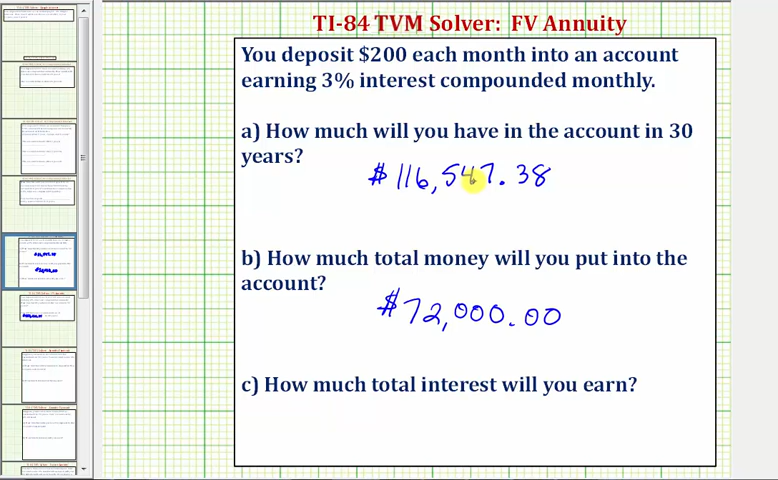 TI-84 TVM Solver: FV Annuity
You deposit $200 each month into an account
earning 3% interest compounded monthly.
a) How much will you have in the account in 30
years?
$116,547.38
b) How much total money will you put into the
account?
$72,000.00
c) How much total interest will you earn?